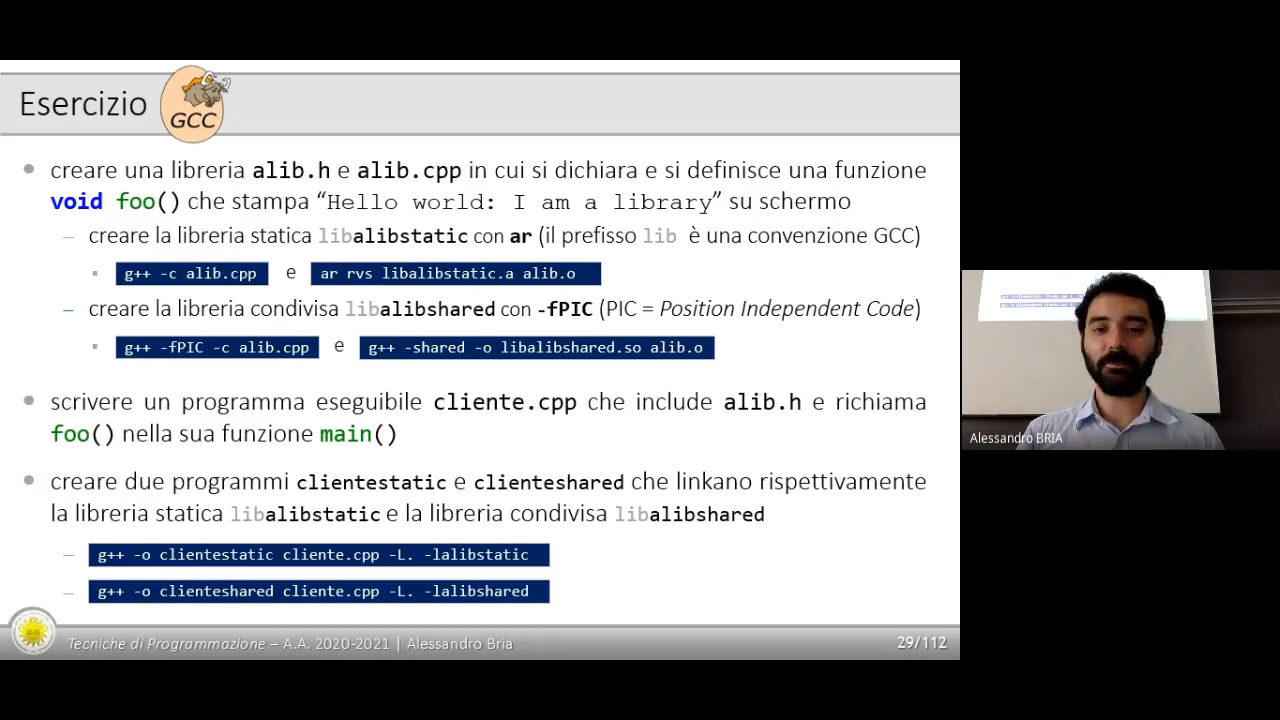 Esercizio
GCC
creare una libreria alib.h e alib.cpp in cui si dichiara e si definisce una funzione
void foo() che stampa “Hello world: I am a library” su schermo
– creare la libreria statica libalibstatic con ar (il prefisso lib è una convenzione GCC)
g++ -c alib.cpp e ar rvs libalibstatic.a alib.o
– creare la libreria condivisa libalibshared con -fPIC (PIC = Position Independent Code)
g++ -fPIC -c alib.cpp e g++ -shared -o libalibshared.so alib.o
scrivere un programma eseguibile cliente.cpp che include alib.h e richiama
foo() nella sua funzione main()
creare due programmi clientestatic e clienteshared che linkano rispettivamente
la libreria statica libalibstatic e la libreria condivisa libalibshared
– g++ -o clientestatic cliente.cpp -L. -lalibstatic
– g++ -o clienteshared cliente.cpp -L. -lalibshared
Tecniche di Programmazione – A.A. 2020-2021 | Alessandro Bria
29/112
Alessandro BRIA